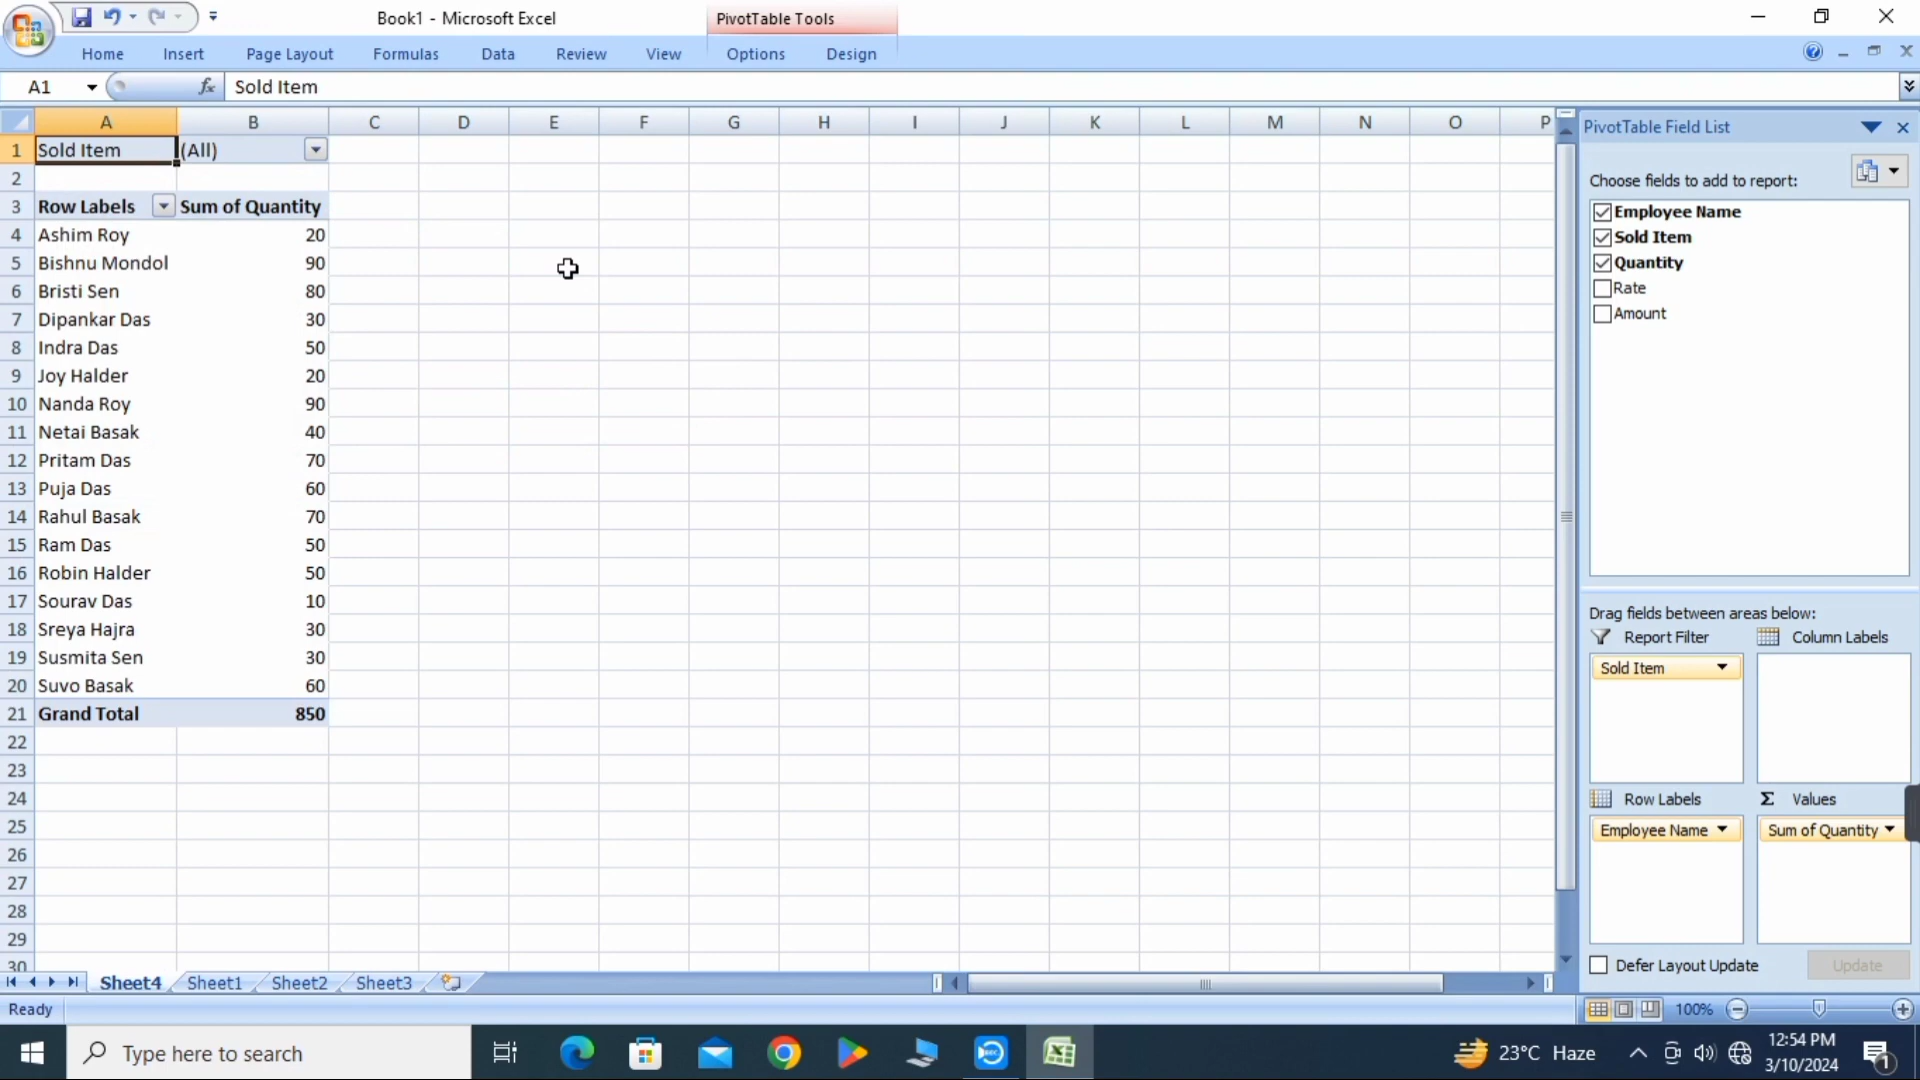 Book1 - Microsoft Excel
PivotTable Tools
Home Insert Page Layout Formulas Data Review View Options Design
A1 fx Sold Item
A B C D E F G H I J K L M N O P
1 Sold Item (All)
2
3 Row Labels Sum of Quantity
4 Ashim Roy 20
5 Bishnu Mondol 90
6 Bristi Sen 80
7 Dipankar Das 30
8 Indra Das 50
9 Joy Halder 20
10 Nanda Roy 90
11 Netai Basak 40
12 Pritam Das 70
13 Puja Das 60
14 Rahul Basak 70
15 Ram Das 50
16 Robin Halder 50
17 Sourav Das 10
18 Sreya Hajra 30
19 Susmita Sen 30
20 Suvo Basak 60
21 Grand Total 850
22
23
24
25
26
27
28
29
30
PivotTable Field List
Choose fields to add to report:
Employee Name
Sold Item
Quantity
Rate
Amount
Drag fields between areas below:
Report Filter Column Labels
Sold Item
Row Labels Σ Values
Employee Name Sum of Quantity
Defer Layout Update Update
Sheet4 Sheet1 Sheet2 Sheet3
Ready 100%
Type here to search
REC
23°C Haze
12:54 PM
3/10/2024
1